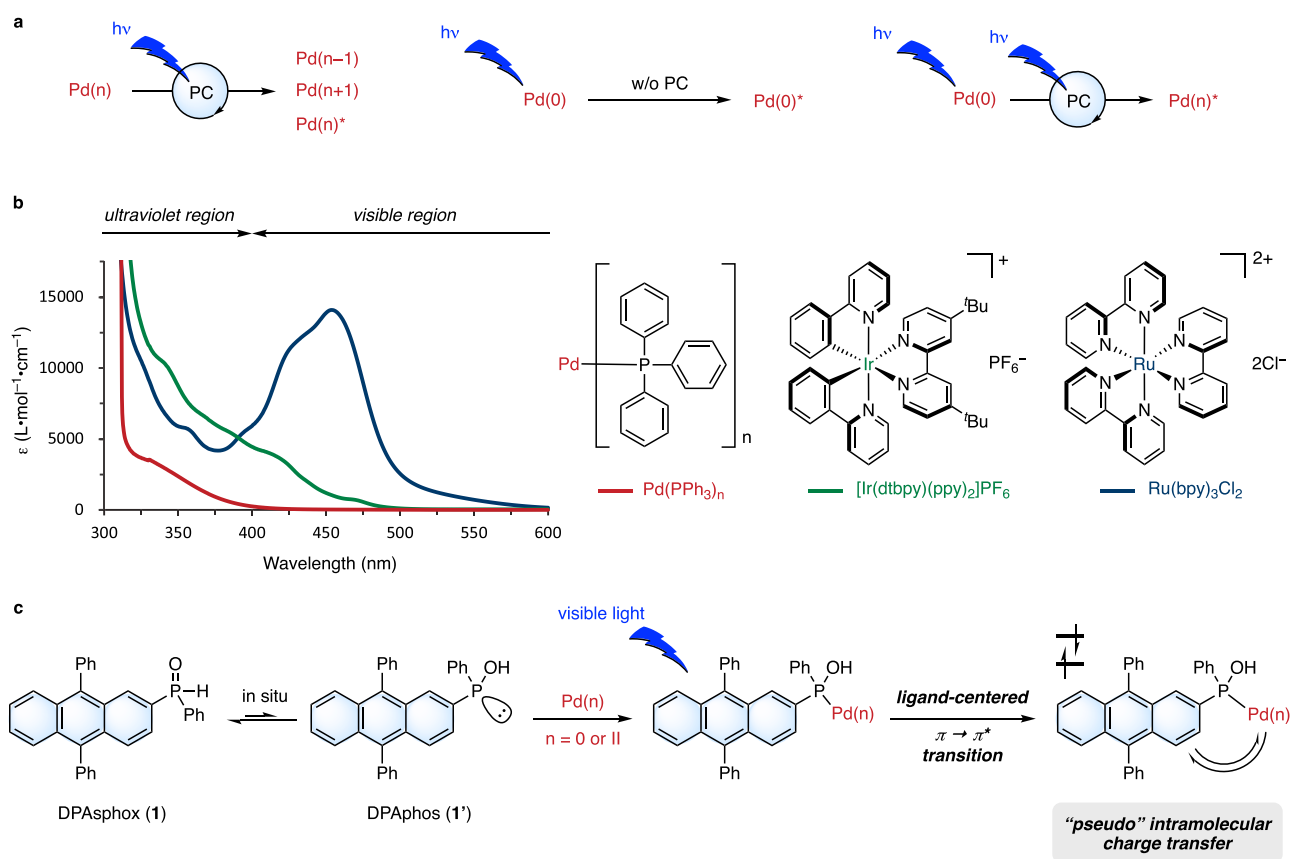 a
hν
Pd(n)
PC
Pd(n−1)
Pd(n+1)
Pd(n)*
hν
Pd(0)
w/o PC
Pd(0)*
hν
hν
Pd(0)
PC
Pd(n)*
b
ultraviolet region
visible region
ε (L•mol⁻¹•cm⁻¹)
15000
10000
5000
0
300
350
400
450
500
550
600
Wavelength (nm)
Pd
P
n
Pd(PPh₃)ₙ
+
N
ᵗBu
N
Ir
N
N
ᵗBu
PF₆⁻
[Ir(dtbpy)(ppy)₂]PF₆
2+
N
N
N
Ru
N
N
N
2Cl⁻
Ru(bpy)₃Cl₂
c
Ph
O
P
H
Ph
Ph
DPAsphox (1)
in situ
Ph
Ph
OH
P
:
Ph
DPAphos (1’)
Pd(n)
n = 0 or II
visible light
Ph
Ph
OH
P
Pd(n)
Ph
ligand-centered
π → π*
transition
Ph
Ph
OH
P
Pd(n)
Ph
“pseudo” intramolecular
charge transfer